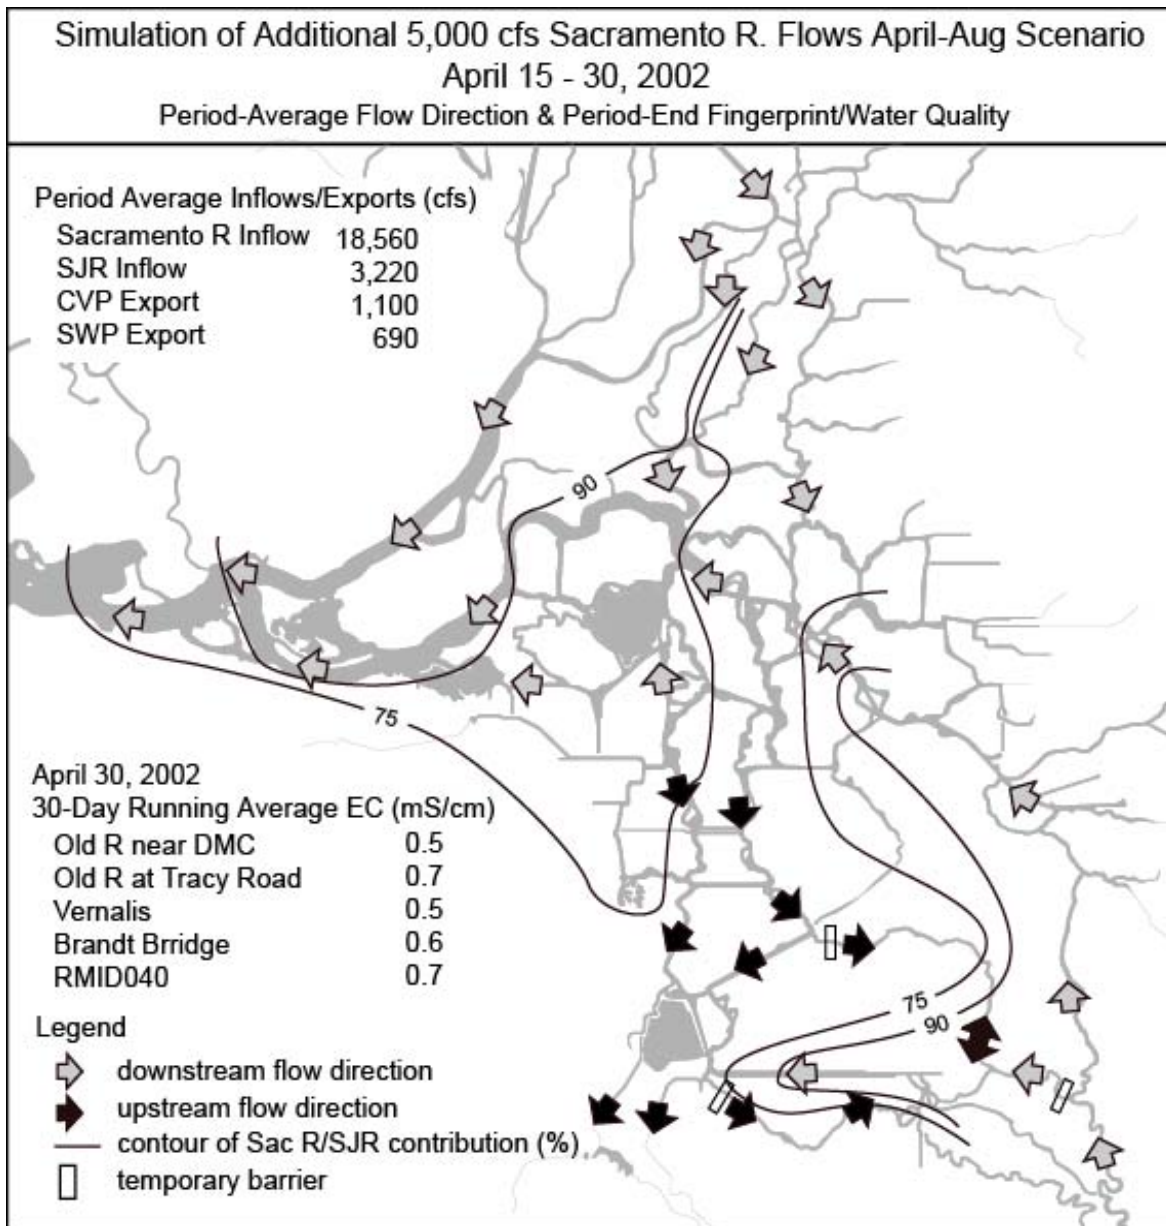 Simulation of Additional 5,000 cfs Sacramento R. Flows April-Aug Scenario
April 15 - 30, 2002
Period-Average Flow Direction & Period-End Fingerprint/Water Quality
Period Average Inflows/Exports (cfs)
Sacramento R Inflow 18,560
SJR Inflow 3,220
CVP Export 1,100
SWP Export 690
90
75
April 30, 2002
30-Day Running Average EC (mS/cm)
Old R near DMC 0.5
Old R at Tracy Road 0.7
Vernalis 0.5
Brandt Brridge 0.6
RMID040 0.7
75
90
Legend
downstream flow direction
upstream flow direction
contour of Sac R/SJR contribution (%)
temporary barrier